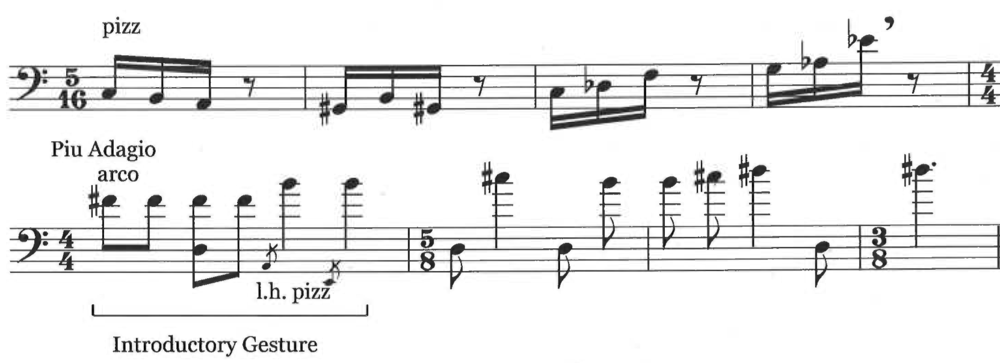 pizz
5
16
4
4
Piu Adagio
arco
4
4
5
8
3
8
l.h. pizz
Introductory Gesture